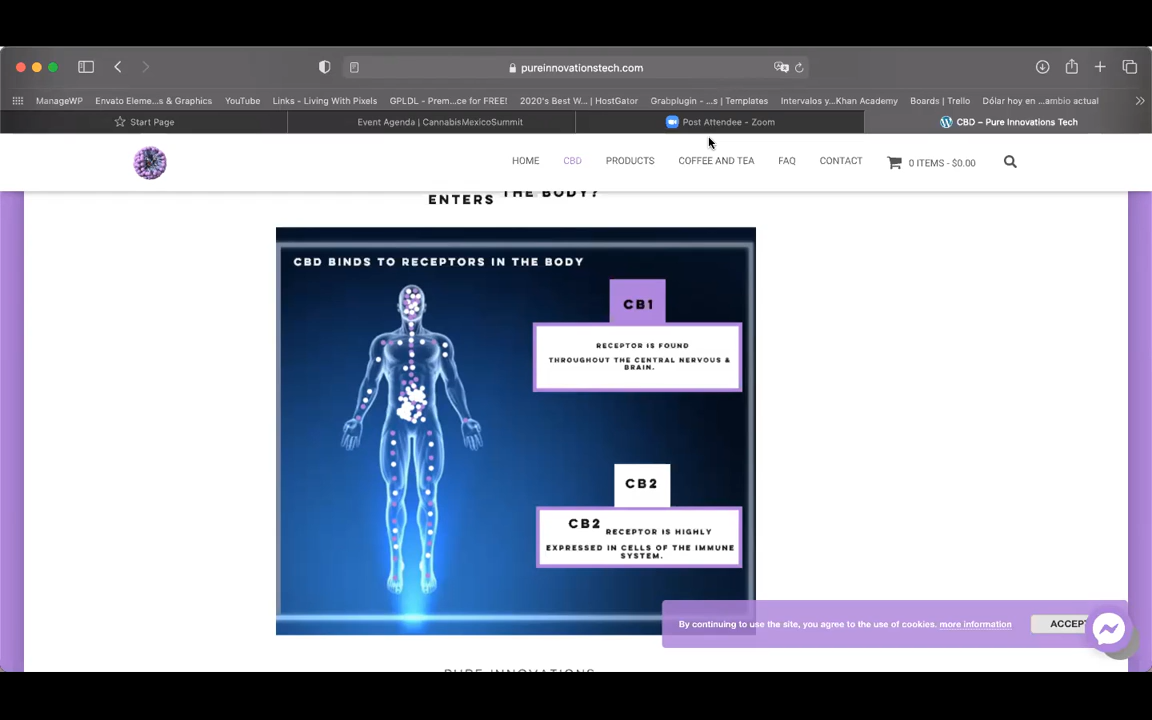 pureinnovationstech.com
ManageWP
Envato Eleme...s & Graphics
YouTube
Links - Living With Pixels
GPLDL - Prem...ce for FREE!
2020's Best W... | HostGator
Grabplugin - ...s | Templates
Intervalos y...Khan Academy
Boards | Trello
Dólar hoy en ...ambio actual
Start Page
Event Agenda | CannabisMexicoSummit
Post Attendee - Zoom
CBD – Pure Innovations Tech
HOME
CBD
PRODUCTS
COFFEE AND TEA
FAQ
CONTACT
0 ITEMS - $0.00
ENTERS THE BODY?
CBD BINDS TO RECEPTORS IN THE BODY
CB1
RECEPTOR IS FOUND
THROUGHOUT THE CENTRAL NERVOUS &
BRAIN.
CB2
CB2 RECEPTOR IS HIGHLY
EXPRESSED IN CELLS OF THE IMMUNE
SYSTEM.
By continuing to use the site, you agree to the use of cookies. more information
ACCEPT
PURE INNOVATIONS